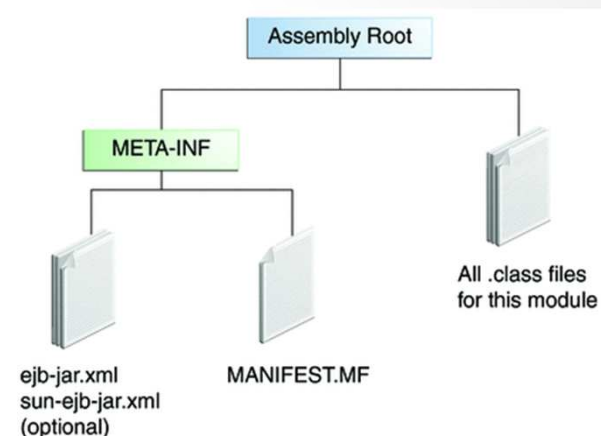 Assembly Root
META-INF
All .class files
for this module
ejb-jar.xml
sun-ejb-jar.xml
(optional)
MANIFEST.MF